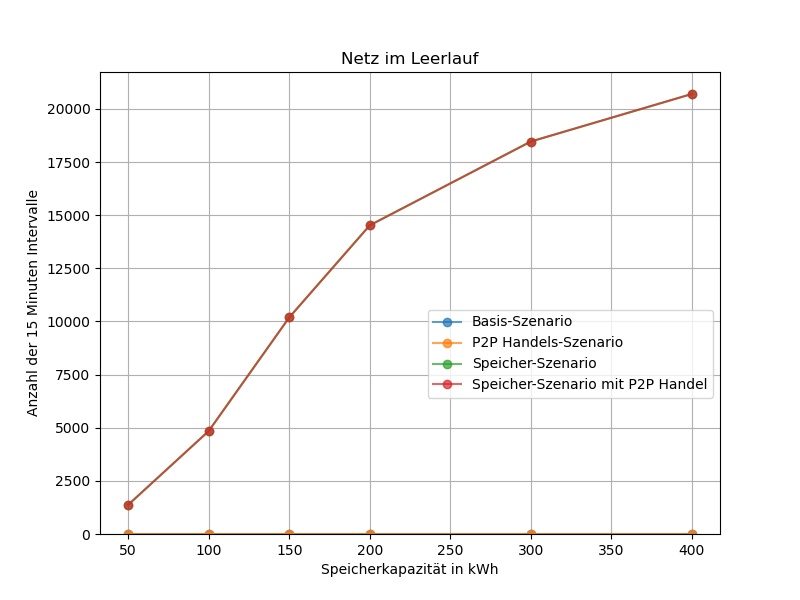 Netz im Leerlauf
Anzahl der 15 Minuten Intervalle
20000
17500
15000
12500
10000
7500
5000
2500
0
Basis-Szenario
P2P Handels-Szenario
Speicher-Szenario
Speicher-Szenario mit P2P Handel
50 100 150 200 250 300 350 400
Speicherkapazität in kWh